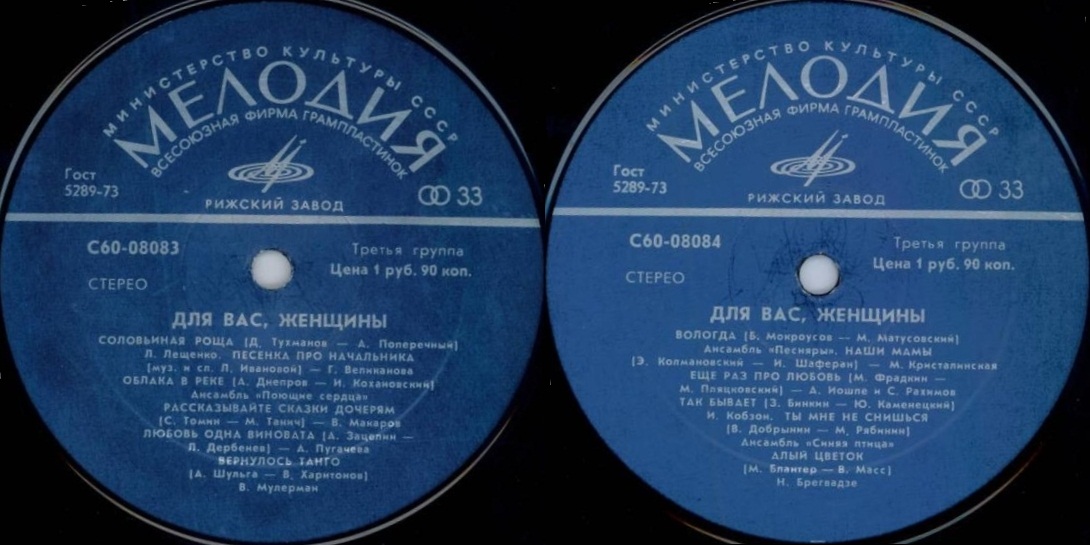 МИНИСТЕРСТВО КУЛЬТУРЫ СССР
МЕЛОДИЯ
ВСЕСОЮЗНАЯ ФИРМА ГРАМПЛАСТИНОК
Гост
5289-73
33
РИЖСКИЙ ЗАВОД
С60-08083
Третья группа
Цена 1 руб. 90 коп.
СТЕРЕО
ДЛЯ ВАС, ЖЕНЩИНЫ
СОЛОВЬИНАЯ РОЩА (Д. Тухманов — А. Поперечный)
Л. Лещенко. ПЕСЕНКА ПРО НАЧАЛЬНИКА
(муз. и сл. Л. Ивановой) — Г. Великанова
ОБЛАКА В РЕКЕ (А. Днепров — И. Кохановский)
Ансамбль «Поющие сердца»
РАССКАЗЫВАЙТЕ СКАЗКИ ДОЧЕРЯМ
(С. Томин — М. Танич) — В. Макаров
ЛЮБОВЬ ОДНА ВИНОВАТА (А. Зацепин —
Л. Дербенев) — А. Пугачева
ВЕРНУЛОСЬ ТАНГО
(А. Шульга — В. Харитонов)
В. Мулерман
МИНИСТЕРСТВО КУЛЬТУРЫ СССР
МЕЛОДИЯ
ВСЕСОЮЗНАЯ ФИРМА ГРАМПЛАСТИНОК
Гост
5289-73
33
РИЖСКИЙ ЗАВОД
С60-08084
Третья группа
Цена 1 руб. 90 коп.
СТЕРЕО
ДЛЯ ВАС, ЖЕНЩИНЫ
ВОЛОГДА (Б. Мокроусов — М. Матусовский)
Ансамбль «Песняры». НАШИ МАМЫ
(Э. Колмановский — И. Шаферан) — М. Кристалинская
ЕЩЕ РАЗ ПРО ЛЮБОВЬ (М. Фрадкин —
М. Пляцковский) — А. Иошпе и С. Рахимов
ТАК БЫВАЕТ (З. Бинкин — Ю. Каменецкий)
И. Кобзон. ТЫ МНЕ НЕ СНИШЬСЯ
(В. Добрынин — М. Рябинин)
Ансамбль «Синяя птица»
АЛЫЙ ЦВЕТОК
(М. Блантер — В. Масс)
Н. Брегвадзе